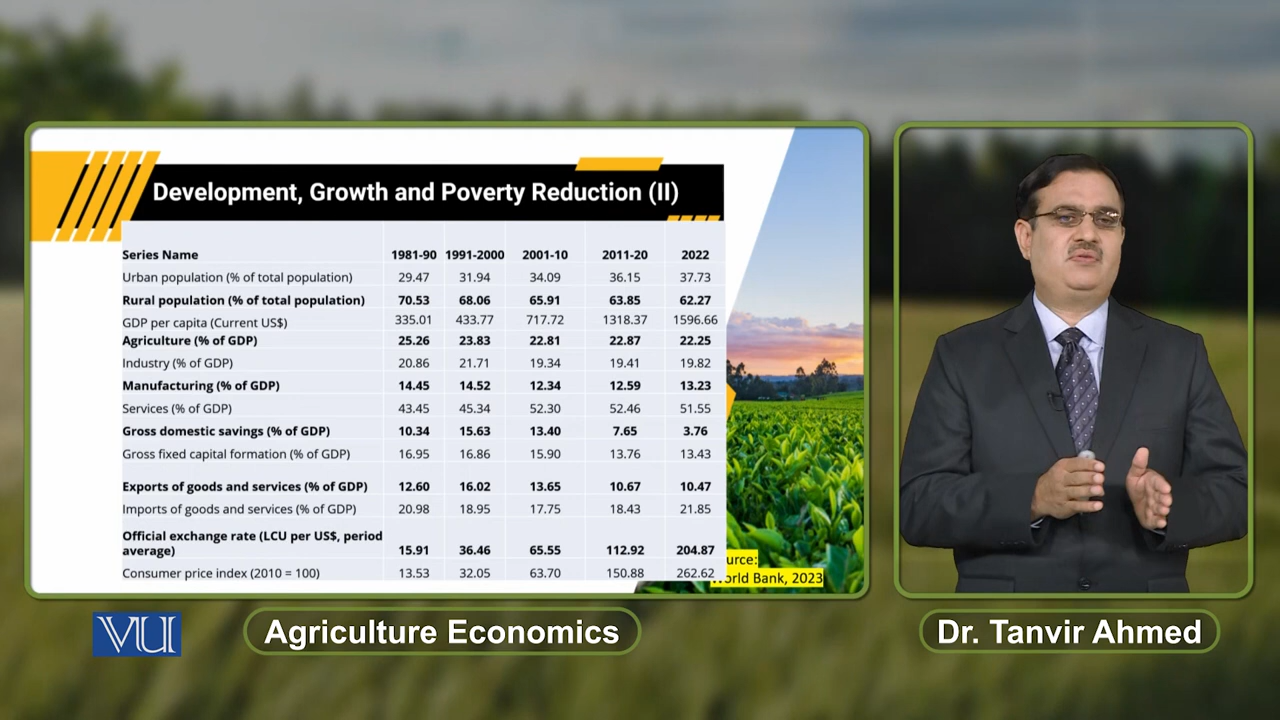 Development, Growth and Poverty Reduction (II)
Series Name 1981-90 1991-2000 2001-10 2011-20 2022
Urban population (% of total population) 29.47 31.94 34.09 36.15 37.73
Rural population (% of total population) 70.53 68.06 65.91 63.85 62.27
GDP per capita (Current US$) 335.01 433.77 717.72 1318.37 1596.66
Agriculture (% of GDP) 25.26 23.83 22.81 22.87 22.25
Industry (% of GDP) 20.86 21.71 19.34 19.41 19.82
Manufacturing (% of GDP) 14.45 14.52 12.34 12.59 13.23
Services (% of GDP) 43.45 45.34 52.30 52.46 51.55
Gross domestic savings (% of GDP) 10.34 15.63 13.40 7.65 3.76
Gross fixed capital formation (% of GDP) 16.95 16.86 15.90 13.76 13.43
Exports of goods and services (% of GDP) 12.60 16.02 13.65 10.67 10.47
Imports of goods and services (% of GDP) 20.98 18.95 17.75 18.43 21.85
Official exchange rate (LCU per US$, period
average) 15.91 36.46 65.55 112.92 204.87
Consumer price index (2010 = 100) 13.53 32.05 63.70 150.88 262.62
urce:
orld Bank, 2023
VU
Agriculture Economics
Dr. Tanvir Ahmed